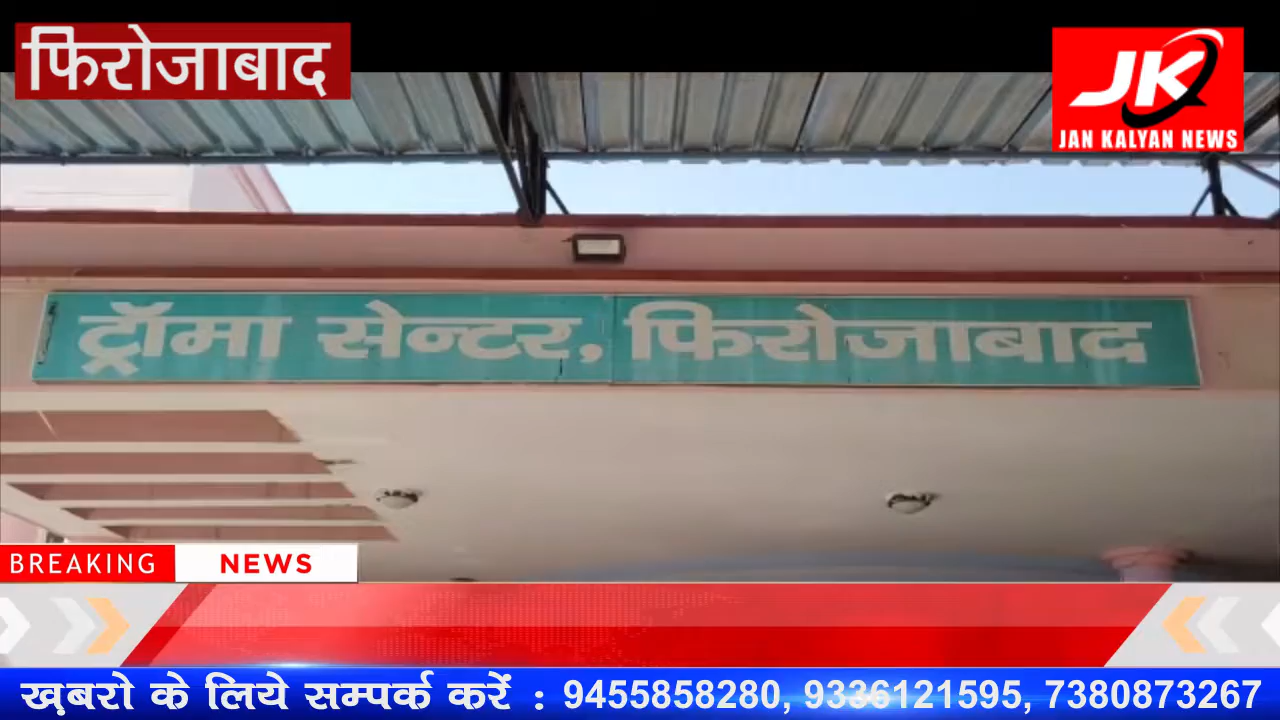 फिरोजाबाद
JK
JAN KALYAN NEWS
ट्रॉमा सेन्टर, फिरोजाबाद
BREAKING NEWS
ख़बरो के लिये सम्पर्क करें : 9455858280, 9336121595, 7380873267